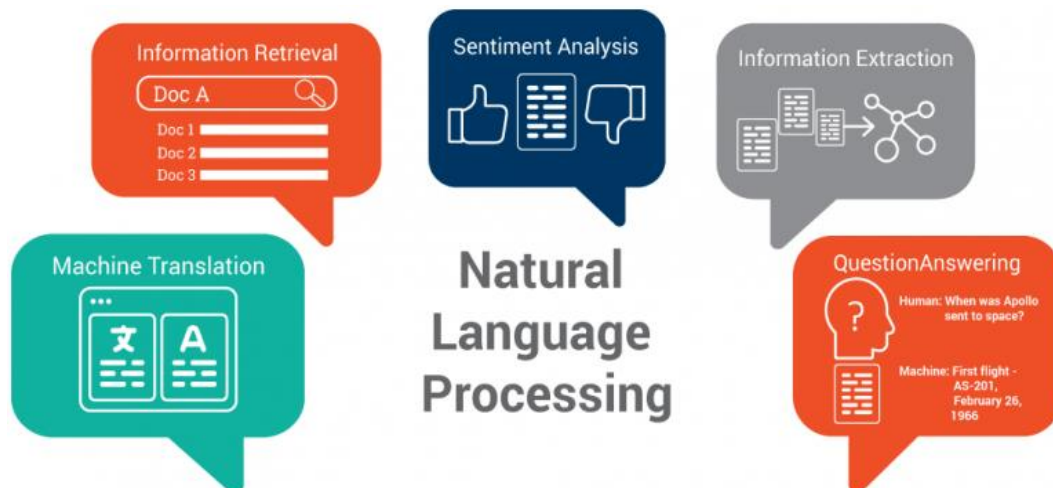 Information Retrieval
Doc A
Doc 1
Doc 2
Doc 3
Sentiment Analysis
Information Extraction
Machine Translation
文
A
Natural
Language
Processing
QuestionAnswering
?
Human: When was Apollo
sent to space?
Machine: First flight -
AS-201,
February 26,
1966